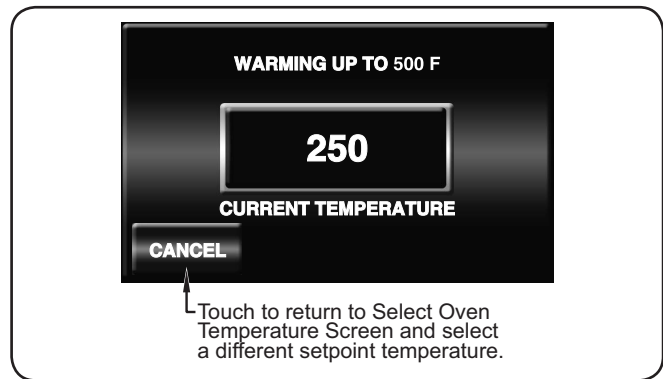 WARMING UP TO 500 F
250
CURRENT TEMPERATURE
CANCEL
Touch to return to Select Oven
Temperature Screen and select
a different setpoint temperature.